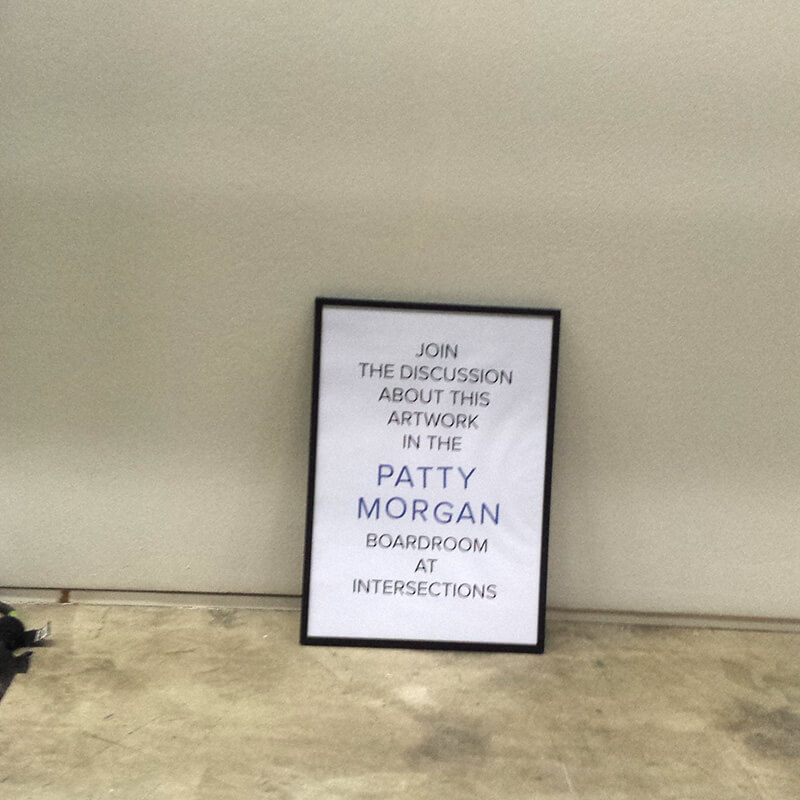 JOIN
THE DISCUSSION
ABOUT THIS
ARTWORK
IN THE
PATTY
MORGAN
BOARDROOM
AT
INTERSECTIONS